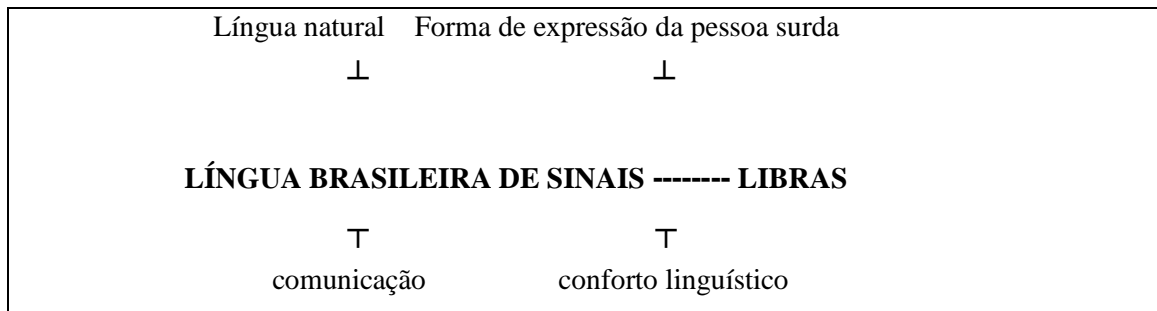 Língua natural Forma de expressão da pessoa surda
⊥ ⊥
LÍNGUA BRASILEIRA DE SINAIS -------- LIBRAS
⊤ ⊤
comunicação conforto linguístico